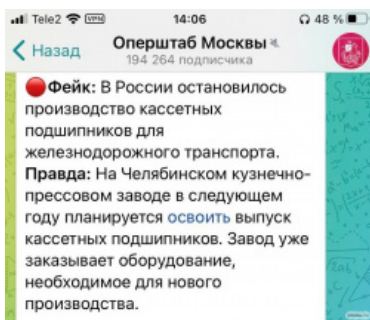 Tele2 VPN 14:06 48 %
Назад Оперштаб Москвы
194 264 подписчика
Фейк: В России остановилось
производство кассетных
подшипников для
железнодорожного транспорта.
Правда: На Челябинском кузнечно-
прессовом заводе в следующем
году планируется освоить выпуск
кассетных подшипников. Завод уже
заказывает оборудование,
необходимое для нового
производства.